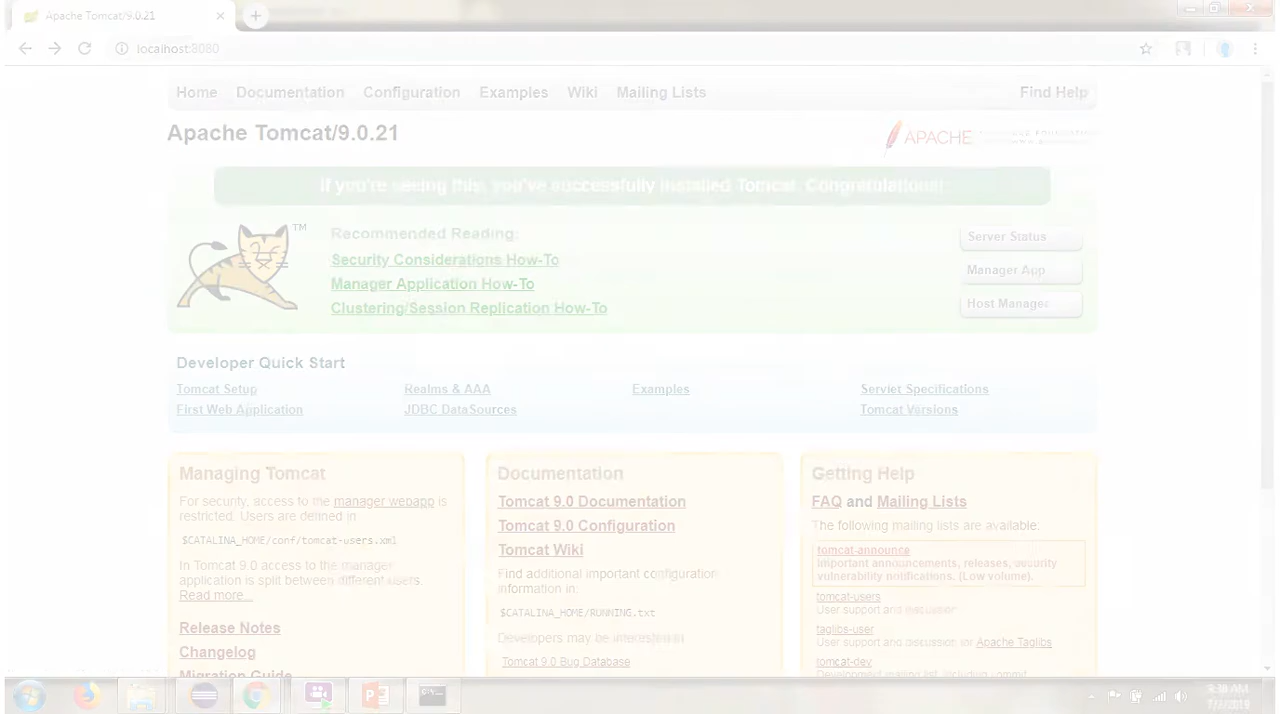 Apache Tomcat/9.0.21
localhost:8080
Home Documentation Configuration Examples Wiki Mailing Lists Find Help
Apache Tomcat/9.0.21
APACHE
If you're seeing this, you've successfully installed Tomcat. Congratulations!
TM
Recommended Reading:
Security Considerations How-To
Manager Application How-To
Clustering/Session Replication How-To
Server Status
Manager App
Host Manager
Developer Quick Start
Tomcat Setup
First Web Application
Realms & AAA
JDBC DataSources
Examples
Servlet Specifications
Tomcat Versions
Managing Tomcat
For security, access to the manager webapp is
restricted. Users are defined in:
$CATALINA_HOME/conf/tomcat-users.xml
In Tomcat 9.0 access to the manager
application is split between different users.
Read more...
Release Notes
Changelog
Migration Guide
Documentation
Tomcat 9.0 Documentation
Tomcat 9.0 Configuration
Tomcat Wiki
Find additional important configuration
information in:
$CATALINA_HOME/RUNNING.txt
Developers may be interested in:
Tomcat 9.0 Bug Database
Getting Help
FAQ and Mailing Lists
The following mailing lists are available:
tomcat-announce
Important announcements, releases, security
vulnerability notifications. (Low volume).
tomcat-users
User support and discussion
taglibs-user
User support and discussion for Apache Taglibs
tomcat-dev
Development mailing list, including commit